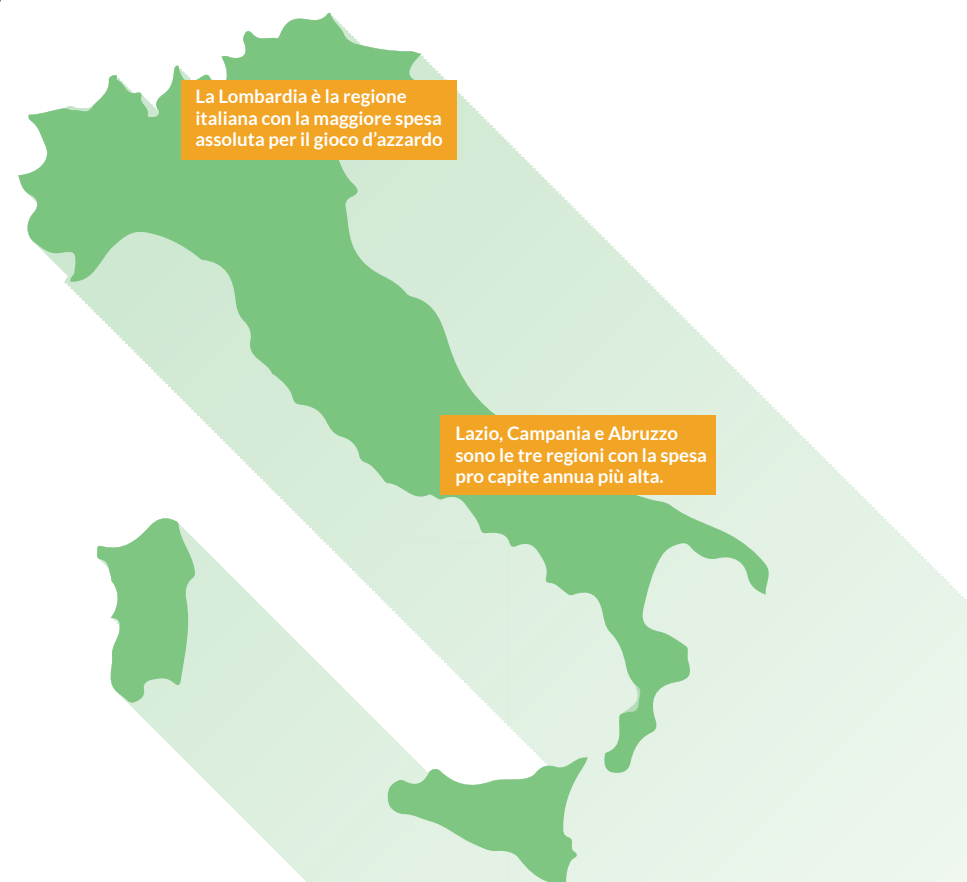 La Lombardia è la regione
italiana con la maggiore spesa
assoluta per il gioco d’azzardo
Lazio, Campania e Abruzzo
sono le tre regioni con la spesa
pro capite annua più alta.